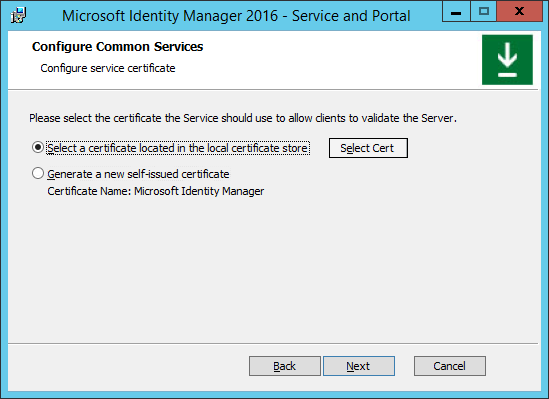 Microsoft Identity Manager 2016 - Service and Portal
Configure Common Services
Configure service certificate
Please select the certificate the Service should use to allow clients to validate the Server.
Select a certificate located in the local certificate store
Select Cert
Generate a new self-issued certificate
Certificate Name: Microsoft Identity Manager
Back
Next
Cancel